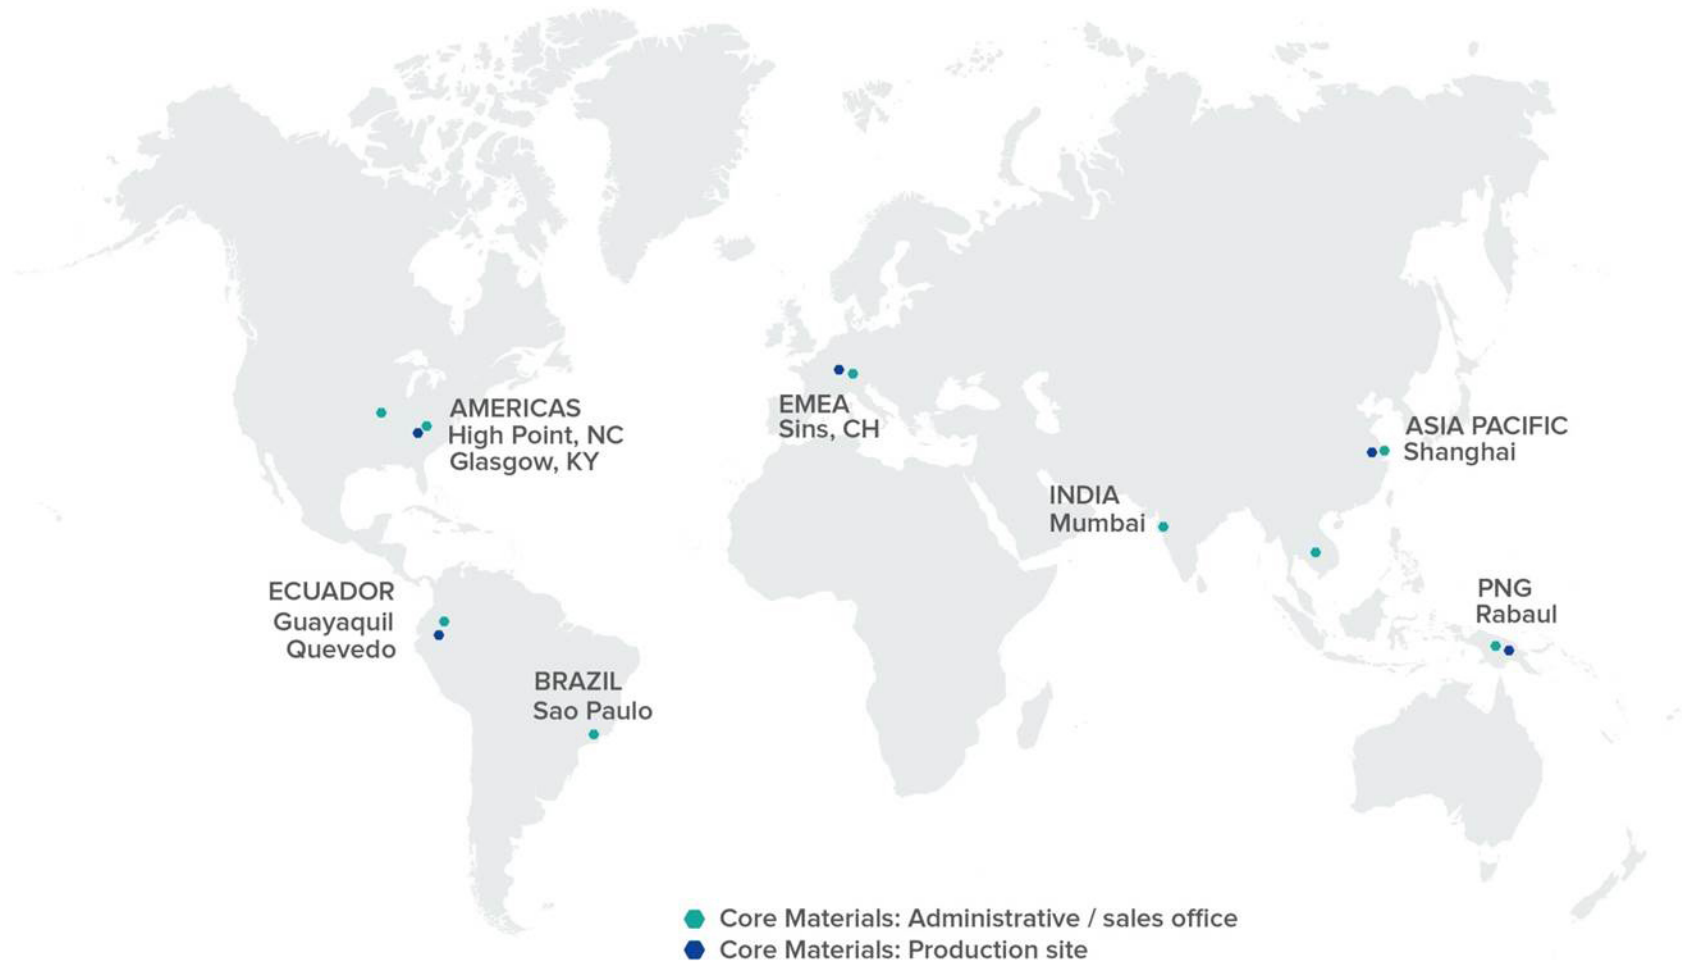 AMERICAS
High Point, NC
Glasgow, KY
EMEA
Sins, CH
ASIA PACIFIC
Shanghai
INDIA
Mumbai
ECUADOR
Guayaquil
Quevedo
PNG
Rabaul
BRAZIL
Sao Paulo
Core Materials: Administrative / sales office
Core Materials: Production site